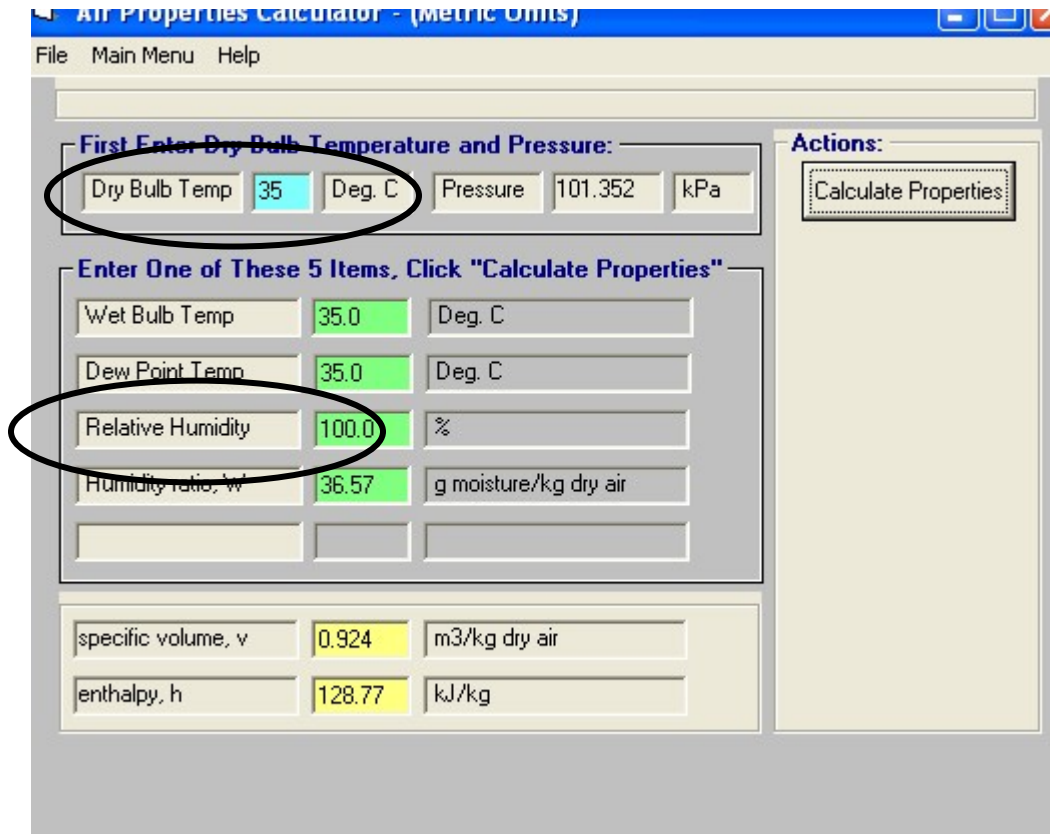 Air Properties Calculator - (Metric Units)
File Main Menu Help
First Enter Dry Bulb Temperature and Pressure:
Actions:
Dry Bulb Temp 35 Deg. C Pressure 101.352 kPa
Calculate Properties
Enter One of These 5 Items, Click "Calculate Properties"
Wet Bulb Temp 35.0 Deg. C
Dew Point Temp 35.0 Deg. C
Relative Humidity 100.0 %
Humidity ratio, W 36.57 g moisture/kg dry air
specific volume, v 0.924 m3/kg dry air
enthalpy, h 128.77 kJ/kg